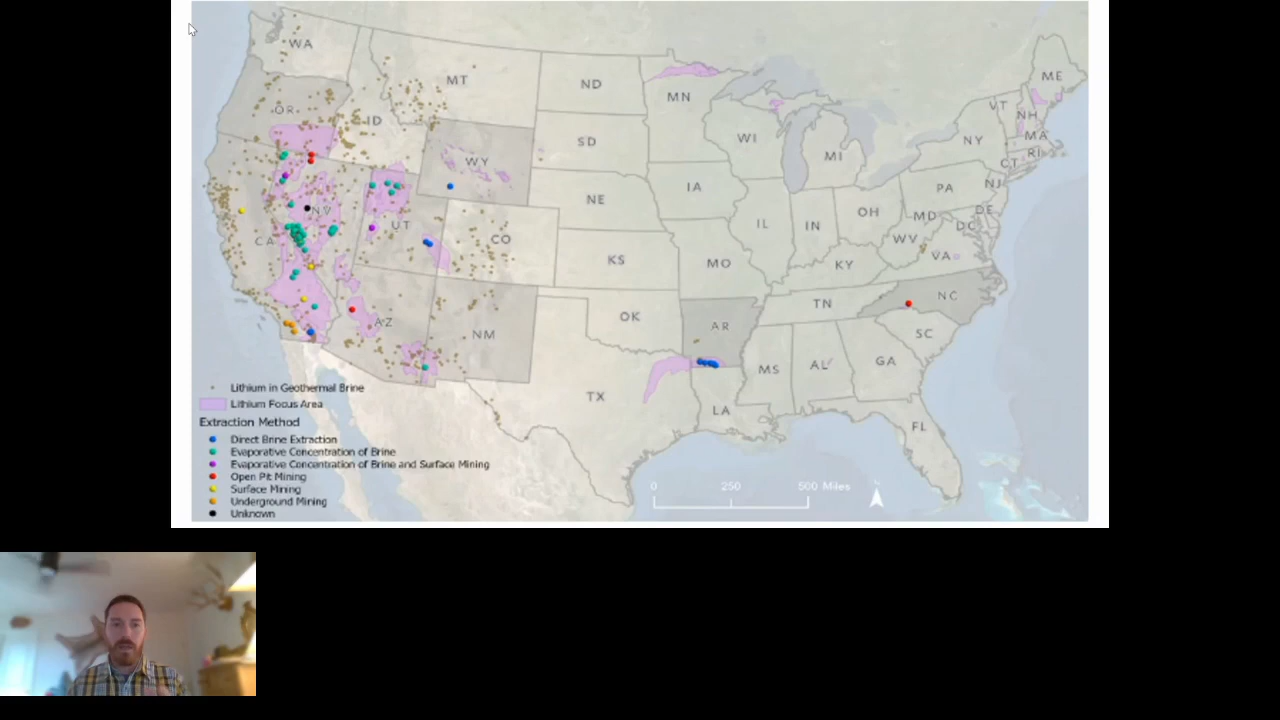 WA
MT
ND
MN
ME
OR
ID
VT
NH
SD
WI
NY
MA
MI
RI
WY
CT
NE
IA
PA
NJ
NV
UT
CO
IL
IN
OH
MD
DE
DC
CA
WV
KS
MO
KY
VA
AZ
NM
OK
AR
TN
NC
SC
TX
MS
AL
GA
LA
FL
Lithium in Geothermal Brine
Lithium Focus Area
Extraction Method
Direct Brine Extraction
Evaporative Concentration of Brine
Evaporative Concentration of Brine and Surface Mining
Open Pit Mining
Surface Mining
Underground Mining
Unknown
0 250 500 Miles